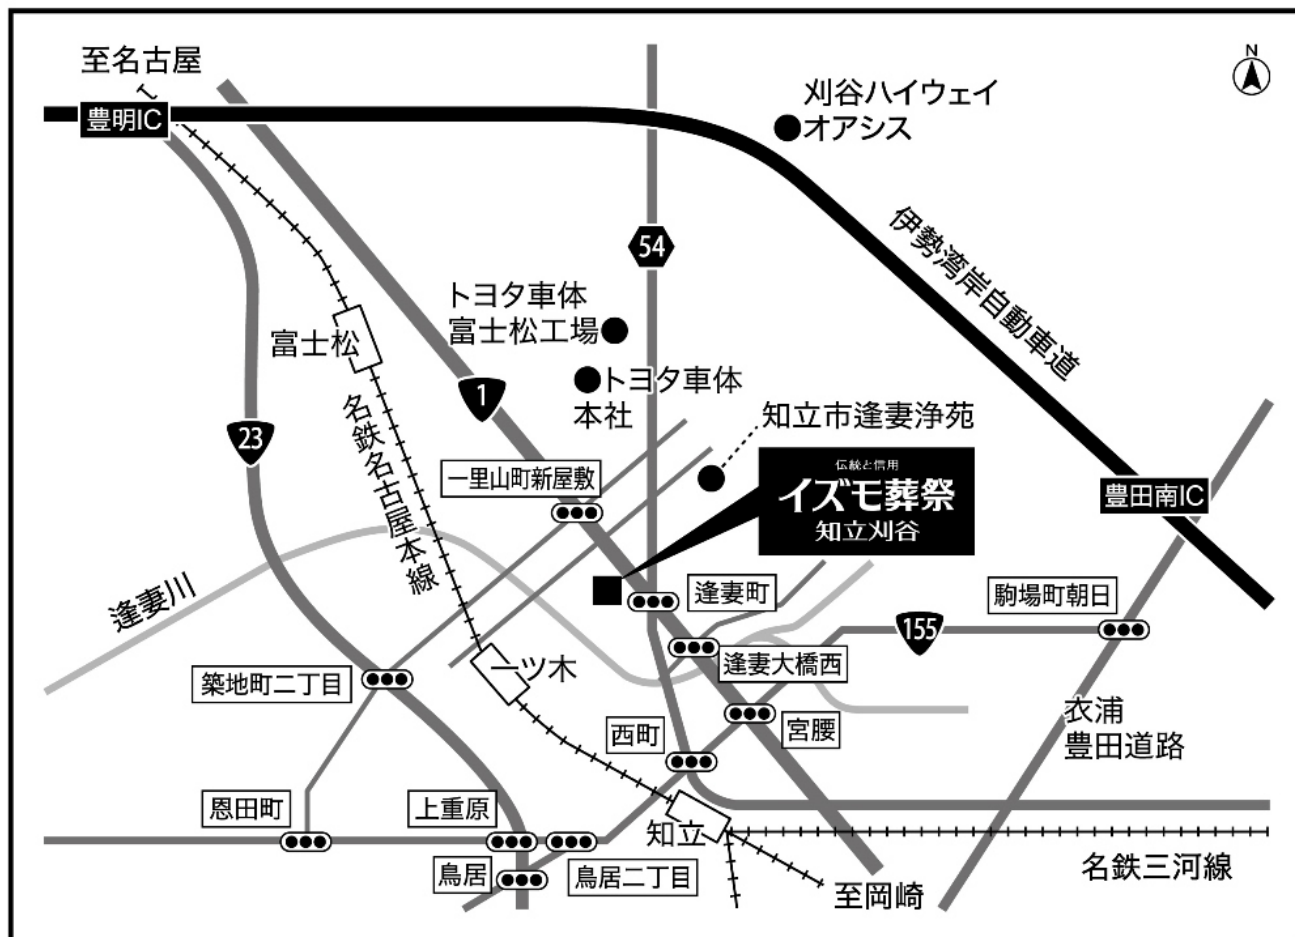 至名古屋
N
豊明IC
刈谷ハイウェイ
オアシス
54
伊勢湾岸自動車道
トヨタ車体
富士松工場
富士松
1
トヨタ車体
本社
23
名鉄名古屋本線
知立市逢妻浄苑
伝統と信用
イズモ葬祭
知立刈谷
一里山町新屋敷
豊田南IC
逢妻川
逢妻町
駒場町朝日
155
逢妻大橋西
一ツ木
築地町二丁目
西町
宮腰
衣浦
豊田道路
恩田町
上重原
知立
鳥居
鳥居二丁目
名鉄三河線
至岡崎